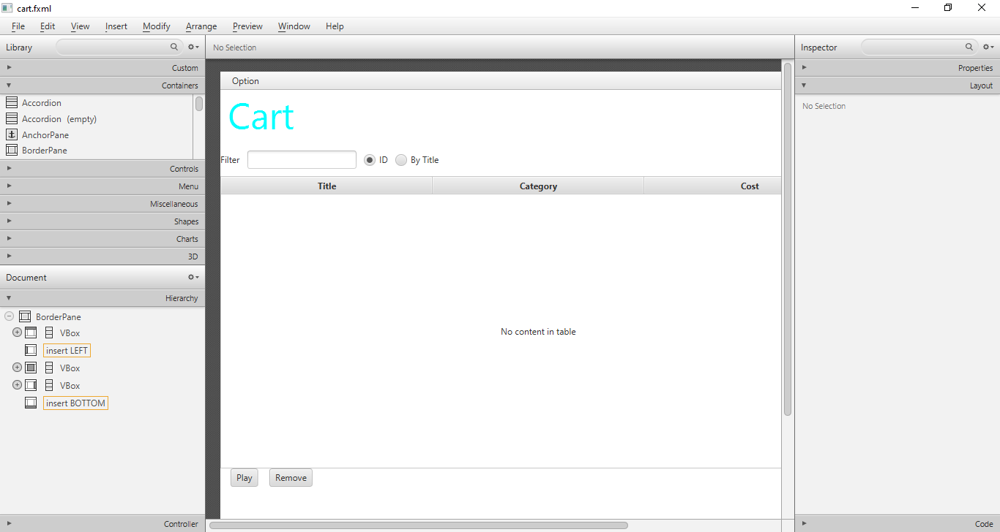 cart.fxml
File Edit View Insert Modify Arrange Preview Window Help
Library
No Selection
Inspector
Custom
Containers
Accordion
Accordion (empty)
AnchorPane
BorderPane
Controls
Menu
Miscellaneous
Shapes
Charts
3D
Document
Hierarchy
BorderPane
VBox
insert LEFT
VBox
VBox
insert BOTTOM
Controller
Option
Cart
Filter ID By Title
Title Category Cost
No content in table
Play Remove
Properties
Layout
No Selection
Code